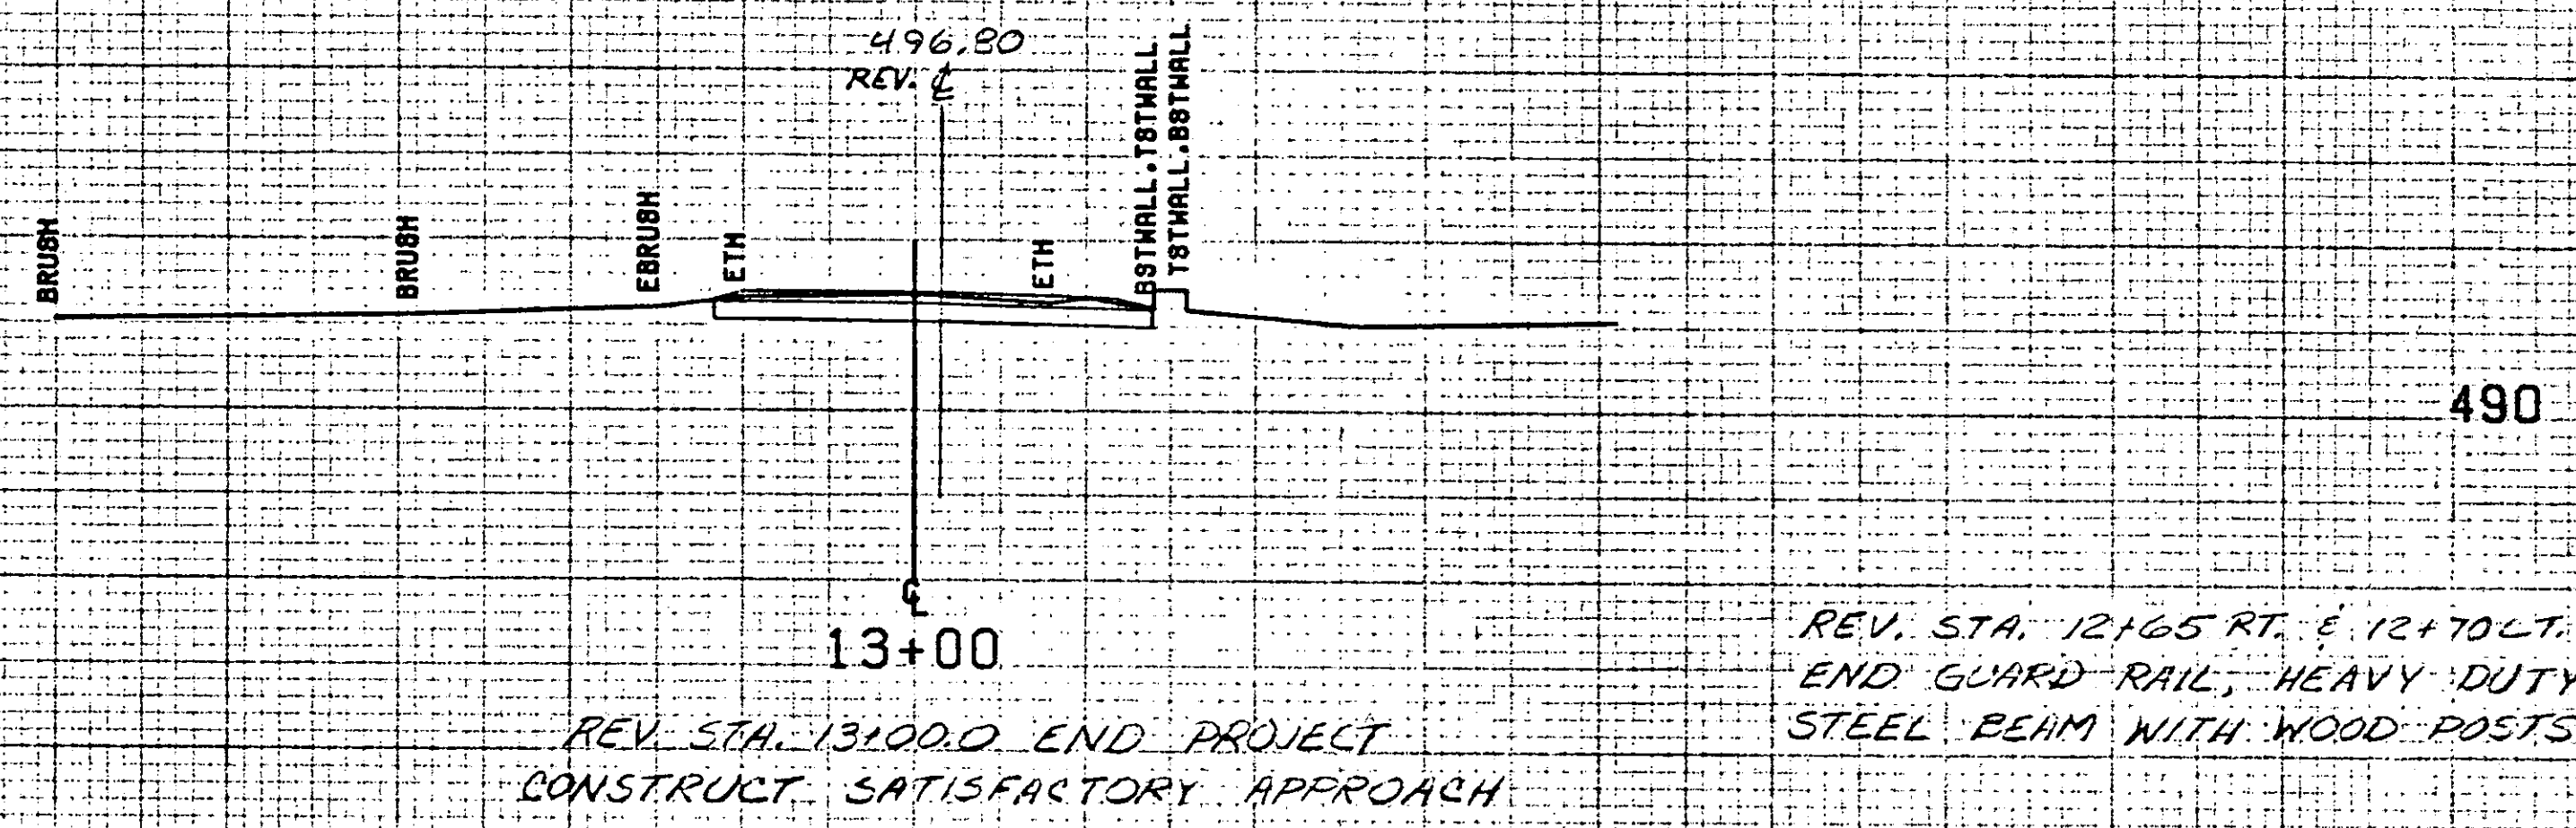 496.80
REV. ℄
BRUSH
BRUSH
EBRUSH
ETW
ETW
BSTWALL.TSTWALL
TSTWALL.BSTWALL
490
℄
13+00
REV. STA. 13+00.0 END PROJECT
CONSTRUCT SATISFACTORY APPROACH
REV. STA. 12+65 RT. & 12+70 LT.
END GUARD RAIL, HEAVY DUTY
STEEL BEAM WITH WOOD POSTS